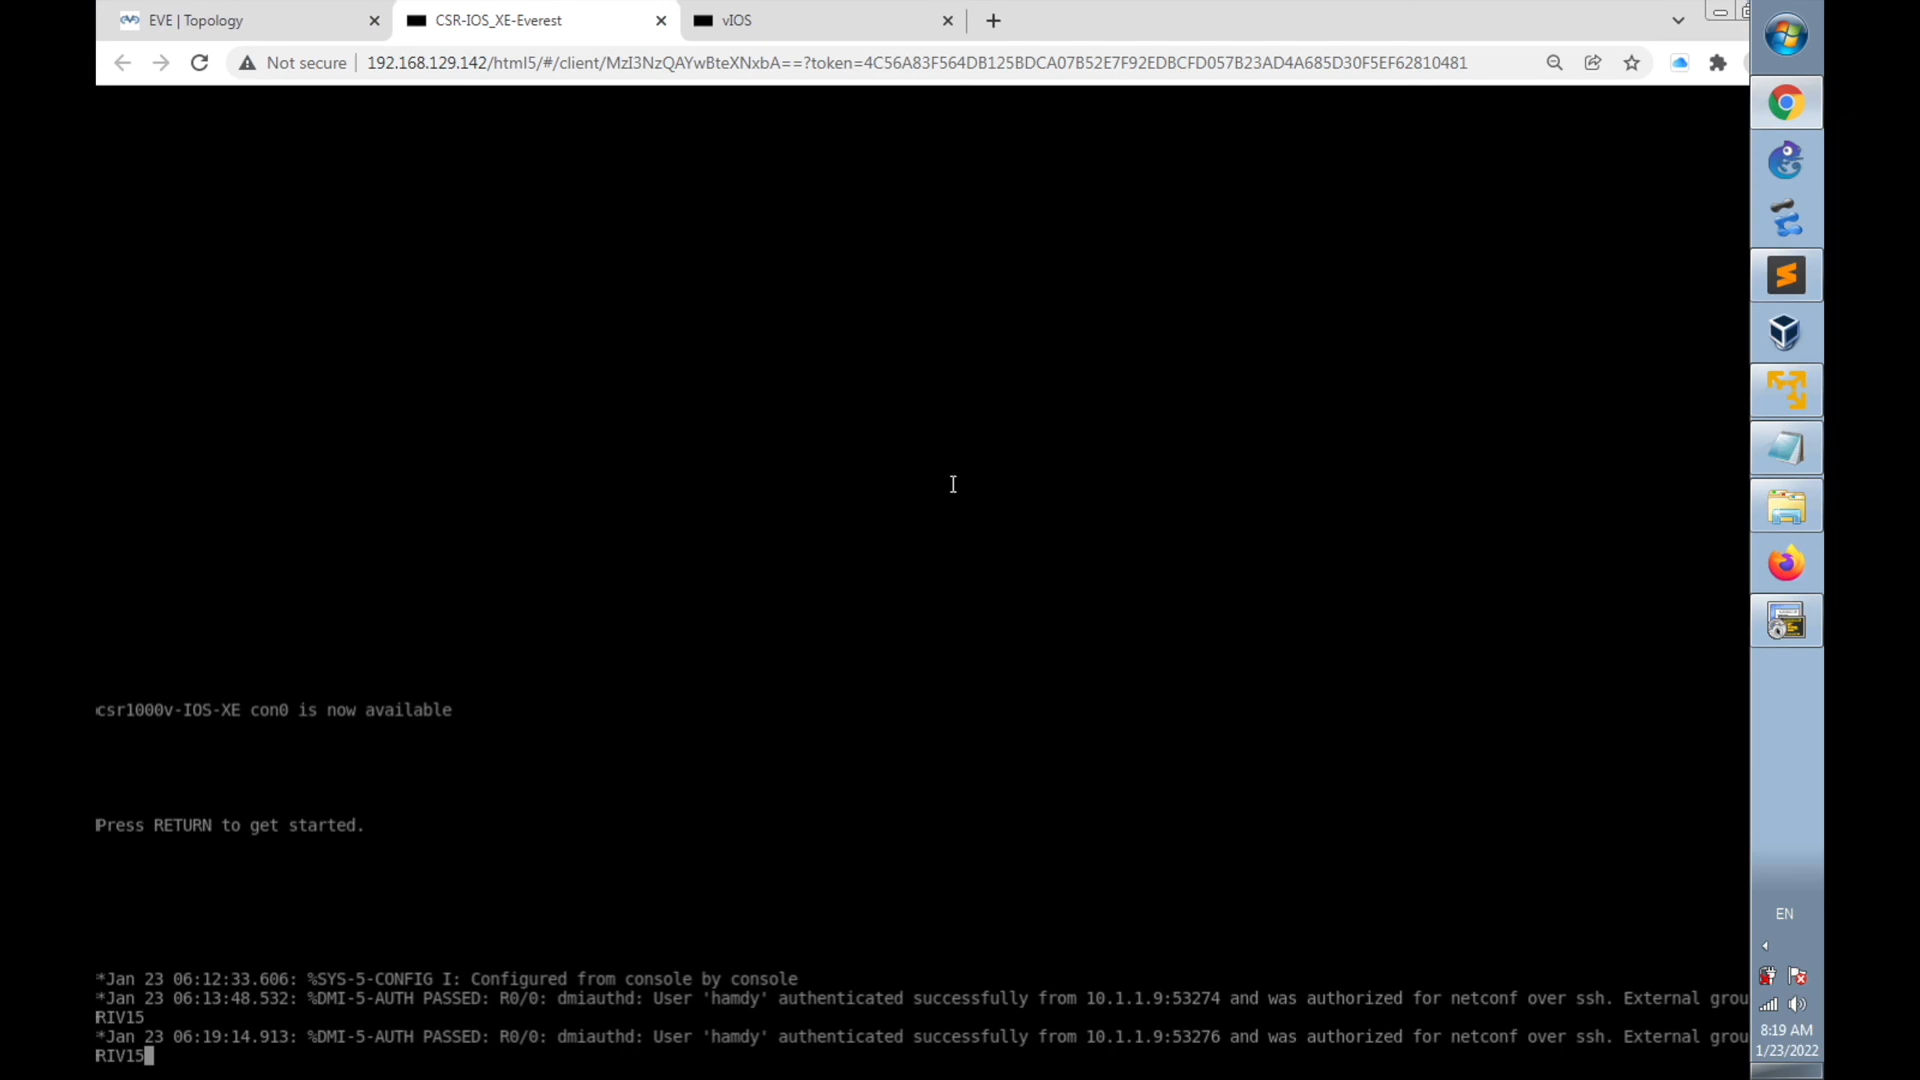 EVE | Topology
CSR-IOS_XE-Everest
vIOS
Not secure
192.168.129.142/html5/#/client/MzI3NzQAYwBteXNxbA==?token=4C56A83F564DB125BDCA07B52E7F92EDBCFD057B23AD4A685D30F5EF62810481
csr1000v-IOS-XE con0 is now available
Press RETURN to get started.
*Jan 23 06:12:33.606: %SYS-5-CONFIG I: Configured from console by console
*Jan 23 06:13:48.532: %DMI-5-AUTH PASSED: R0/0: dmiauthd: User 'hamdy' authenticated successfully from 10.1.1.9:53274 and was authorized for netconf over ssh. External grou
RIV15
*Jan 23 06:19:14.913: %DMI-5-AUTH PASSED: R0/0: dmiauthd: User 'hamdy' authenticated successfully from 10.1.1.9:53276 and was authorized for netconf over ssh. External grou
RIV15
EN
8:19 AM
1/23/2022